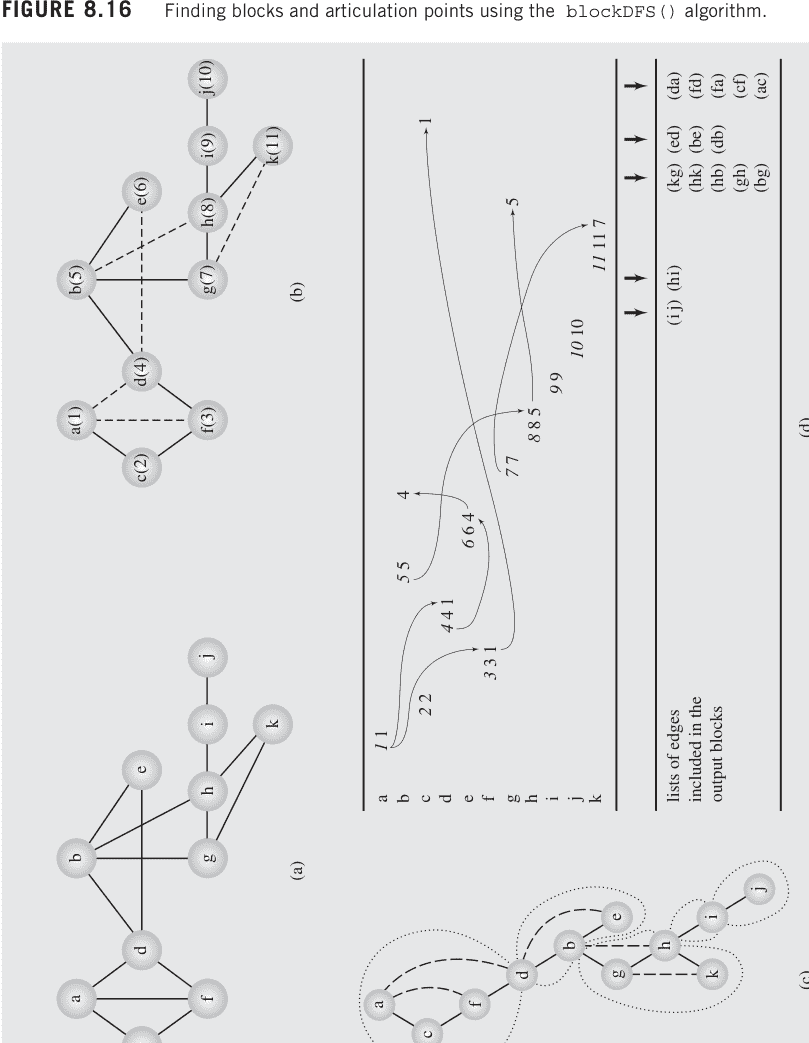 FIGURE 8.16 Finding blocks and articulation points using the blockDFS() algorithm.
a
b
d
e
f
g
h
i
j
k
(a)
a(1)
b(5)
c(2)
d(4)
e(6)
f(3)
g(7)
h(8)
i(9)
j(10)
k(11)
(b)
a
b
c
d
e
f
g
h
i
j
k
(c)
a 1 1
b 5 5 4
c 2 2 1
d 4 4 1
e 6 6 4
f 3 3 1
g 7 7 5
h 8 8 5
i 9 9
j 10 10
k 11 11 7
lists of edges
included in the
output blocks
(ij) (hi) (kg) (ed) (da)
(hk) (be) (fd)
(hb) (db) (fa)
(gh) (cf)
(bg) (ac)
(d)